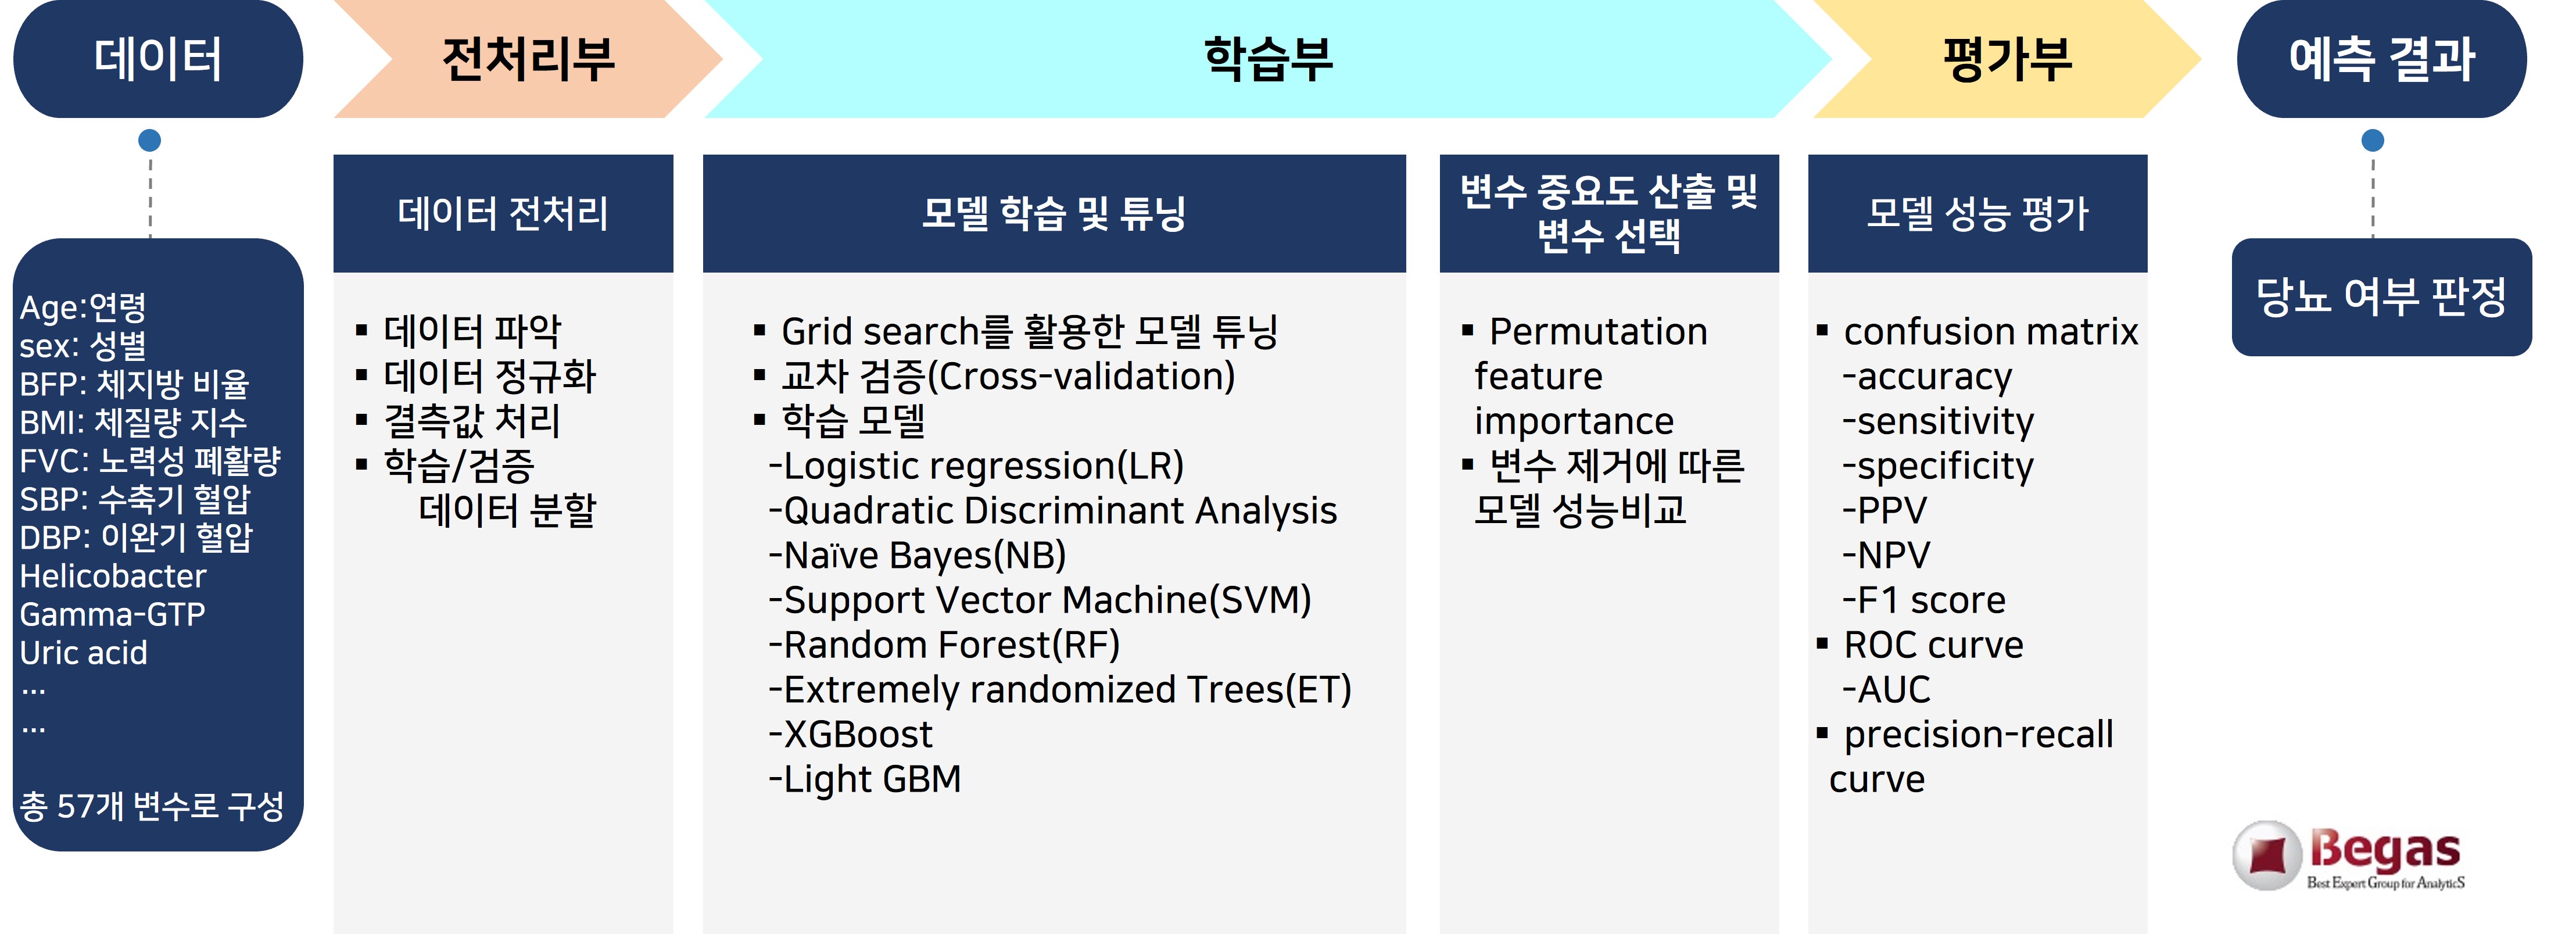 데이터
전처리부
학습부
평가부
예측 결과
Age:연령
sex: 성별
BFP: 체지방 비율
BMI: 체질량 지수
FVC: 노력성 폐활량
SBP: 수축기 혈압
DBP: 이완기 혈압
Helicobacter
Gamma-GTP
Uric acid
...
...
총 57개 변수로 구성
데이터 전처리
▪ 데이터 파악
▪ 데이터 정규화
▪ 결측값 처리
▪ 학습/검증
데이터 분할
모델 학습 및 튜닝
▪ Grid search를 활용한 모델 튜닝
▪ 교차 검증(Cross-validation)
▪ 학습 모델
-Logistic regression(LR)
-Quadratic Discriminant Analysis
-Naïve Bayes(NB)
-Support Vector Machine(SVM)
-Random Forest(RF)
-Extremely randomized Trees(ET)
-XGBoost
-Light GBM
변수 중요도 산출 및
변수 선택
▪ Permutation
feature
importance
▪ 변수 제거에 따른
모델 성능비교
모델 성능 평가
▪ confusion matrix
-accuracy
-sensitivity
-specificity
-PPV
-NPV
-F1 score
▪ ROC curve
-AUC
▪ precision-recall
curve
당뇨 여부 판정
Begas
Best Expert Group for AnalyticS